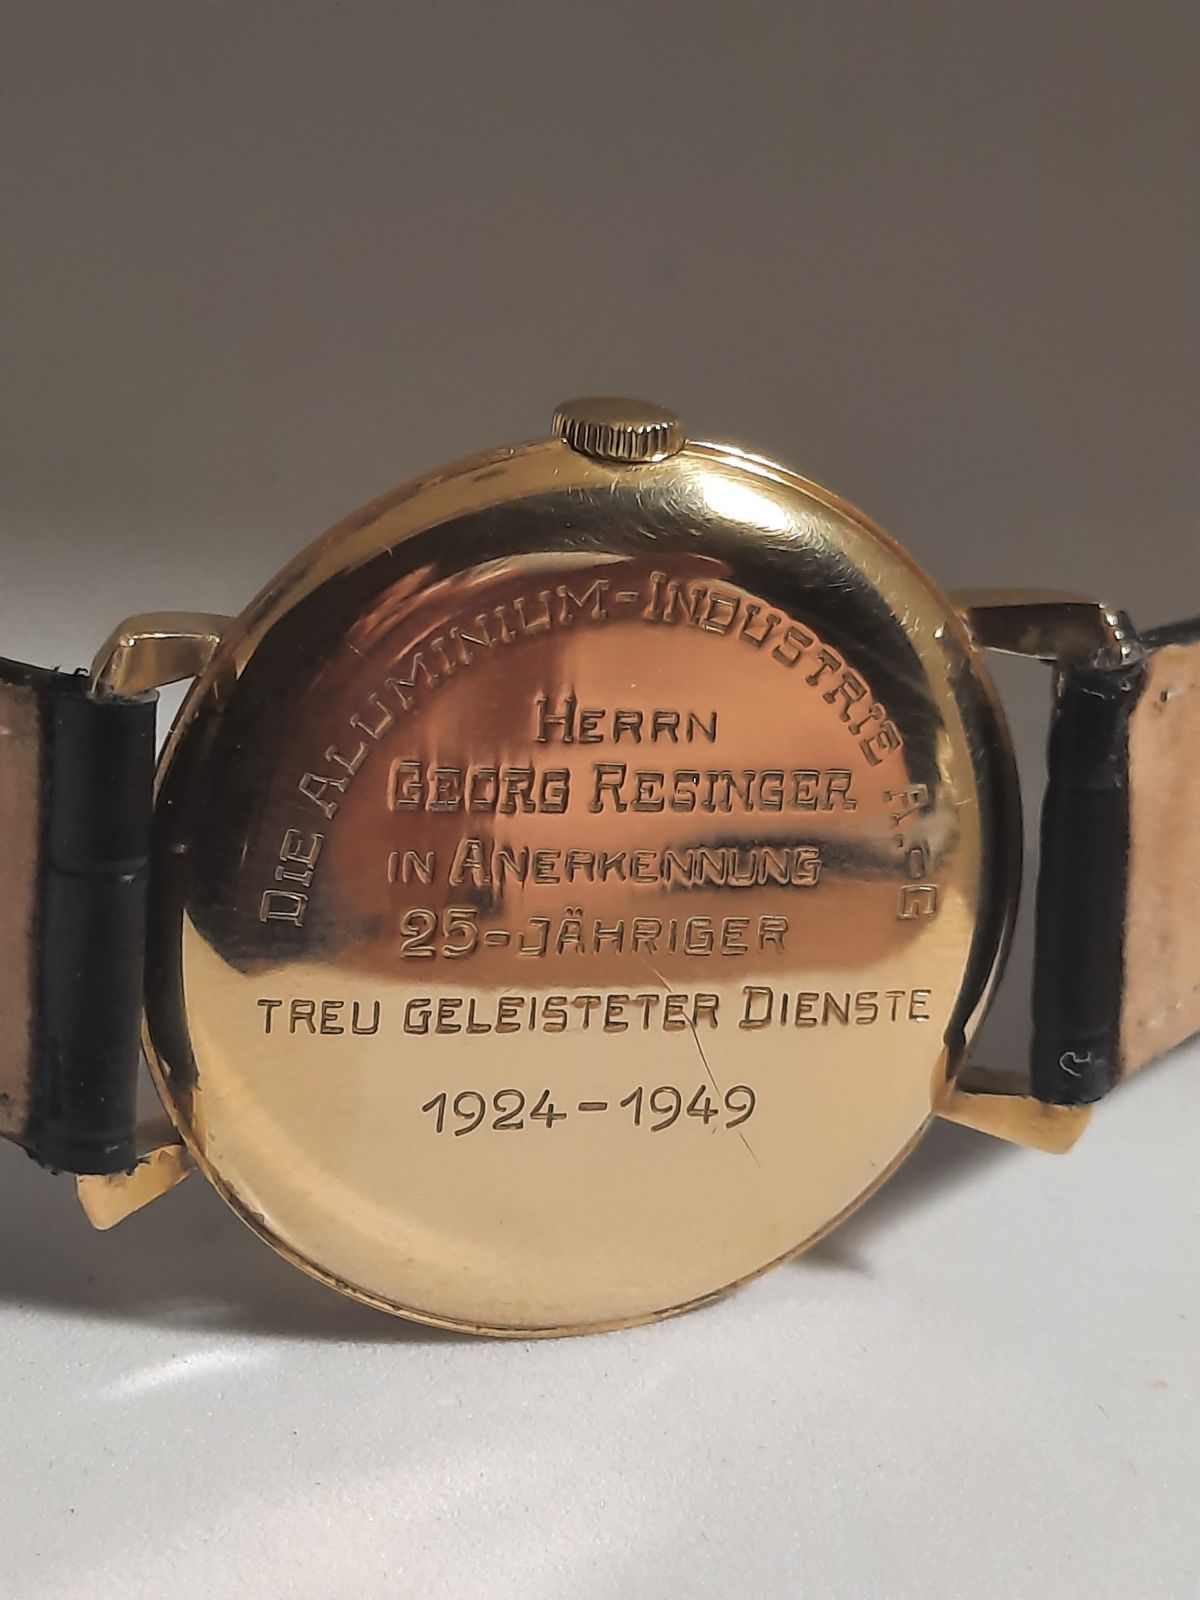 DIE ALUMINIUM-INDUSTRIE A.-G
HERRN
GEORG RESINGER
IN ANERKENNUNG
25-JÄHRIGER
TREU GELEISTETER DIENSTE
1924-1949